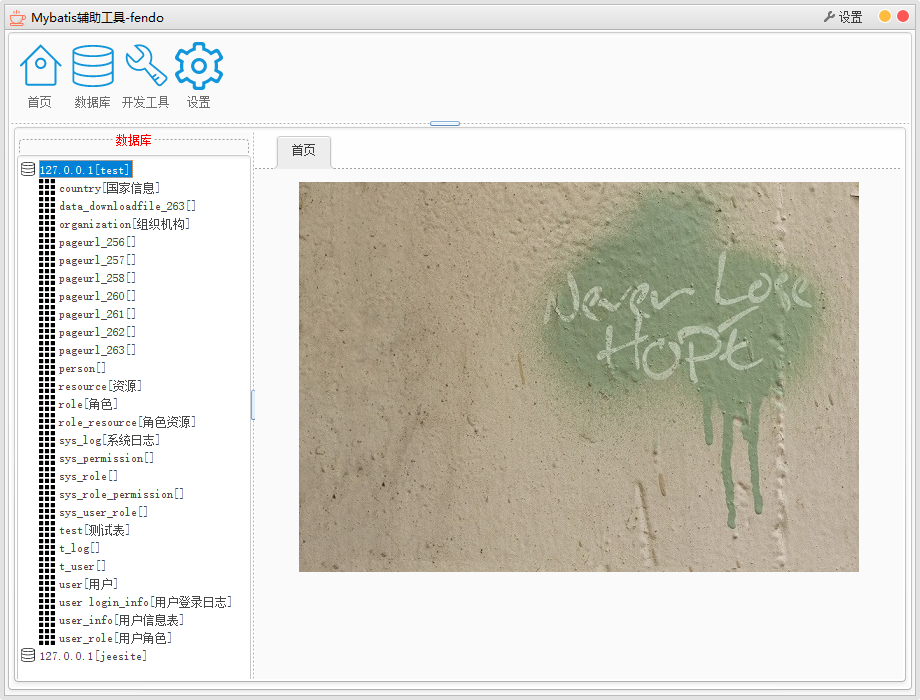 Mybatis辅助工具-fendo
设置
首页
数据库
开发工具
设置
数据库
127.0.0.1[test]
country[国家信息]
data_downloadfile_263[]
organization[组织机构]
pageurl_256[]
pageurl_257[]
pageurl_258[]
pageurl_260[]
pageurl_261[]
pageurl_262[]
pageurl_263[]
person[]
resource[资源]
role[角色]
role_resource[角色资源]
sys_log[系统日志]
sys_permission[]
sys_role[]
sys_role_permission[]
sys_user_role[]
test[测试表]
t_log[]
t_user[]
user[用户]
user login_info[用户登录日志]
user_info[用户信息表]
user_role[用户角色]
127.0.0.1[jeesite]
首页
Never Lose
Hope